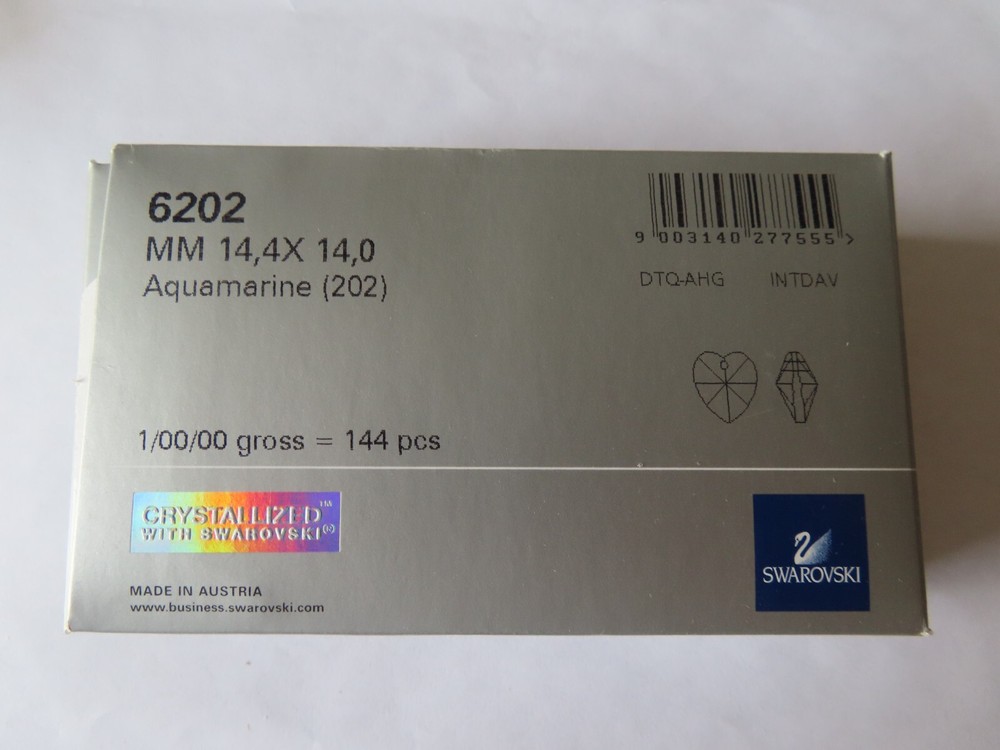 6202
MM 14,4X 14,0
Aquamarine (202)
9 003140 277555 >
DTQ-AHG INTDAV
1/00/00 gross = 144 pcs
CRYSTALLIZED™
WITH SWAROVSKI®
SWAROVSKI
MADE IN AUSTRIA
www.business.swarovski.com